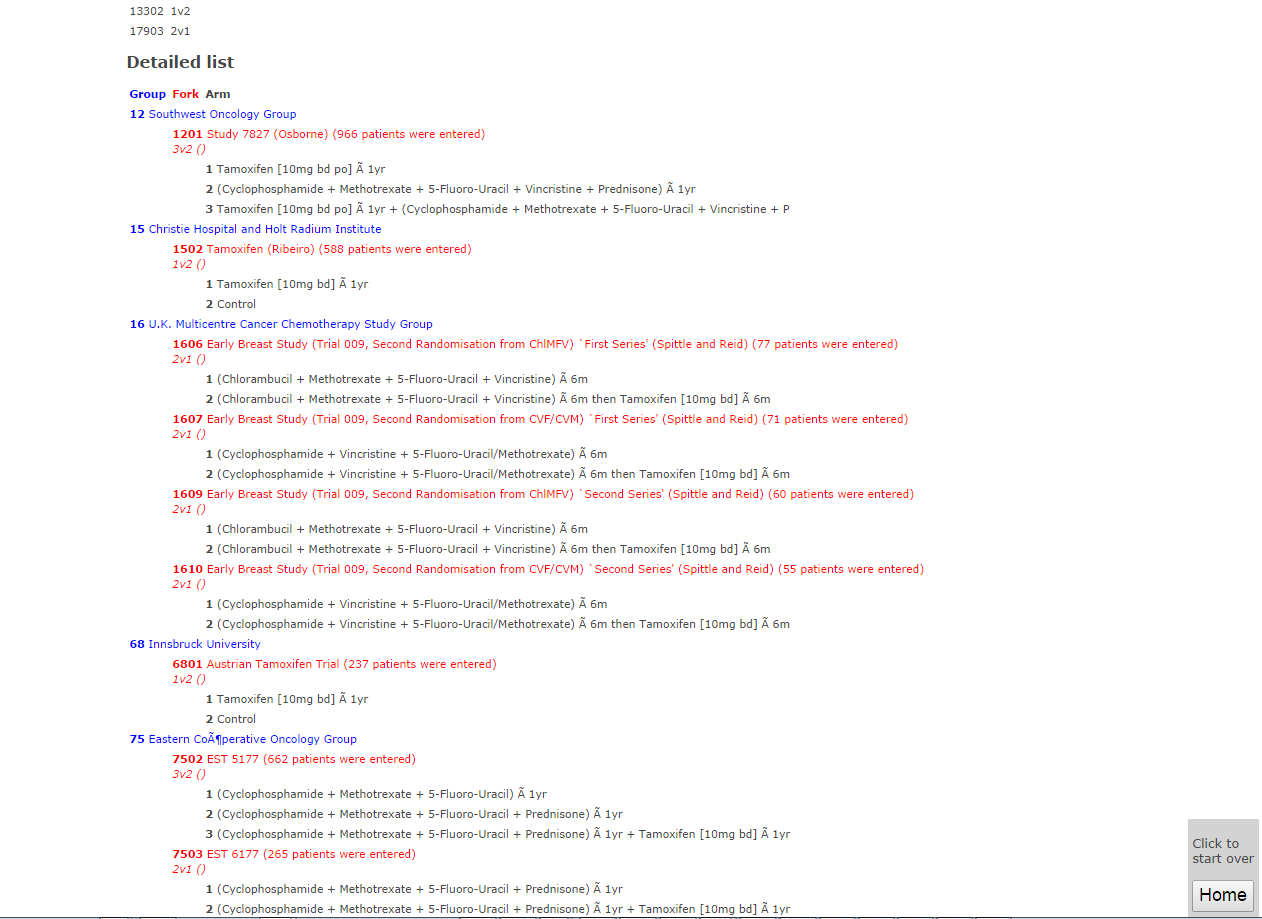 13302 1v2
17903 2v1
Detailed list
Group Fork Arm
12 Southwest Oncology Group
1201 Study 7827 (Osborne) (966 patients were entered)
3v2 ()
1 Tamoxifen [10mg bd po] Ã 1yr
2 (Cyclophosphamide + Methotrexate + 5-Fluoro-Uracil + Vincristine + Prednisone) Ã 1yr
3 Tamoxifen [10mg bd po] Ã 1yr + (Cyclophosphamide + Methotrexate + 5-Fluoro-Uracil + Vincristine + P
15 Christie Hospital and Holt Radium Institute
1502 Tamoxifen (Ribeiro) (588 patients were entered)
1v2 ()
1 Tamoxifen [10mg bd] Ã 1yr
2 Control
16 U.K. Multicentre Cancer Chemotherapy Study Group
1606 Early Breast Study (Trial 009, Second Randomisation from ChlMFV) `First Series' (Spittle and Reid) (77 patients were entered)
2v1 ()
1 (Chlorambucil + Methotrexate + 5-Fluoro-Uracil + Vincristine) Ã 6m
2 (Chlorambucil + Methotrexate + 5-Fluoro-Uracil + Vincristine) Ã 6m then Tamoxifen [10mg bd] Ã 6m
1607 Early Breast Study (Trial 009, Second Randomisation from CVF/CVM) `First Series' (Spittle and Reid) (71 patients were entered)
2v1 ()
1 (Cyclophosphamide + Vincristine + 5-Fluoro-Uracil/Methotrexate) Ã 6m
2 (Cyclophosphamide + Vincristine + 5-Fluoro-Uracil/Methotrexate) Ã 6m then Tamoxifen [10mg bd] Ã 6m
1609 Early Breast Study (Trial 009, Second Randomisation from ChlMFV) `Second Series' (Spittle and Reid) (60 patients were entered)
2v1 ()
1 (Chlorambucil + Methotrexate + 5-Fluoro-Uracil + Vincristine) Ã 6m
2 (Chlorambucil + Methotrexate + 5-Fluoro-Uracil + Vincristine) Ã 6m then Tamoxifen [10mg bd] Ã 6m
1610 Early Breast Study (Trial 009, Second Randomisation from CVF/CVM) `Second Series' (Spittle and Reid) (55 patients were entered)
2v1 ()
1 (Cyclophosphamide + Vincristine + 5-Fluoro-Uracil/Methotrexate) Ã 6m
2 (Cyclophosphamide + Vincristine + 5-Fluoro-Uracil/Methotrexate) Ã 6m then Tamoxifen [10mg bd] Ã 6m
68 Innsbruck University
6801 Austrian Tamoxifen Trial (237 patients were entered)
1v2 ()
1 Tamoxifen [10mg bd] Ã 1yr
2 Control
75 Eastern CoÃ¶perative Oncology Group
7502 EST 5177 (662 patients were entered)
3v2 ()
1 (Cyclophosphamide + Methotrexate + 5-Fluoro-Uracil) Ã 1yr
2 (Cyclophosphamide + Methotrexate + 5-Fluoro-Uracil + Prednisone) Ã 1yr
3 (Cyclophosphamide + Methotrexate + 5-Fluoro-Uracil + Prednisone) Ã 1yr + Tamoxifen [10mg bd] Ã 1yr
7503 EST 6177 (265 patients were entered)
2v1 ()
1 (Cyclophosphamide + Methotrexate + 5-Fluoro-Uracil + Prednisone) Ã 1yr
2 (Cyclophosphamide + Methotrexate + 5-Fluoro-Uracil + Prednisone) Ã 1yr + Tamoxifen [10mg bd] Ã 1yr
Click to
start over
Home